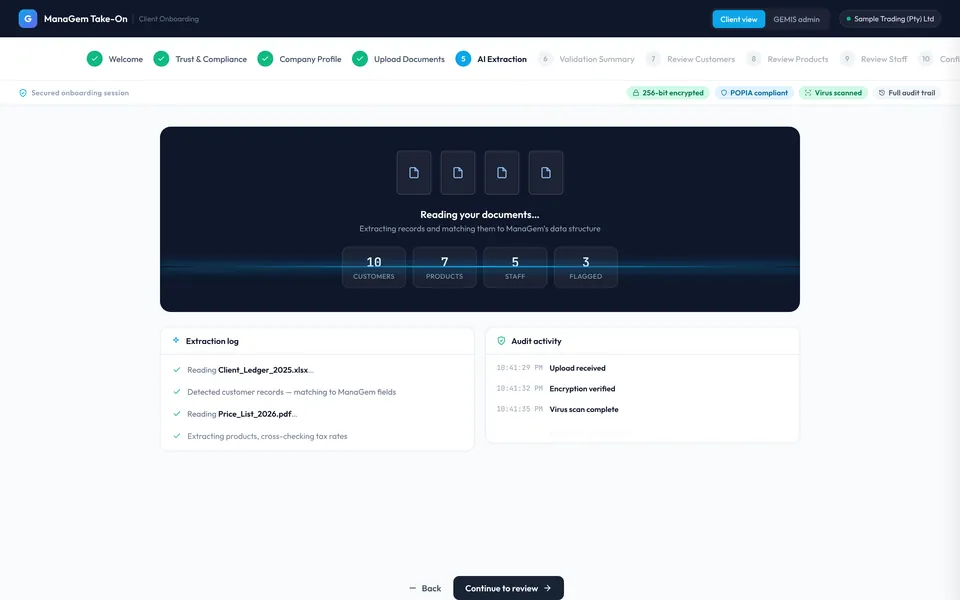 G ManaGem Take-On Client Onboarding Client view GEMIS admin Sample Trading (Pty) Ltd
Welcome Trust & Compliance Company Profile Upload Documents 5 AI Extraction 6 Validation Summary 7 Review Customers 8 Review Products 9 Review Staff 10 Confi
Secured onboarding session 256-bit encrypted POPIA compliant Virus scanned Full audit trail
Reading your documents...
Extracting records and matching them to ManaGem's data structure
10 7 5 3
CUSTOMERS PRODUCTS STAFF FLAGGED
Extraction log
Reading Client_Ledger_2025.xlsx...
Detected customer records — matching to ManaGem fields
Reading Price_List_2026.pdf...
Extracting products, cross-checking tax rates
Audit activity
10:41:29 PM Upload received
10:41:32 PM Encryption verified
10:41:35 PM Virus scan complete
Back Continue to review →